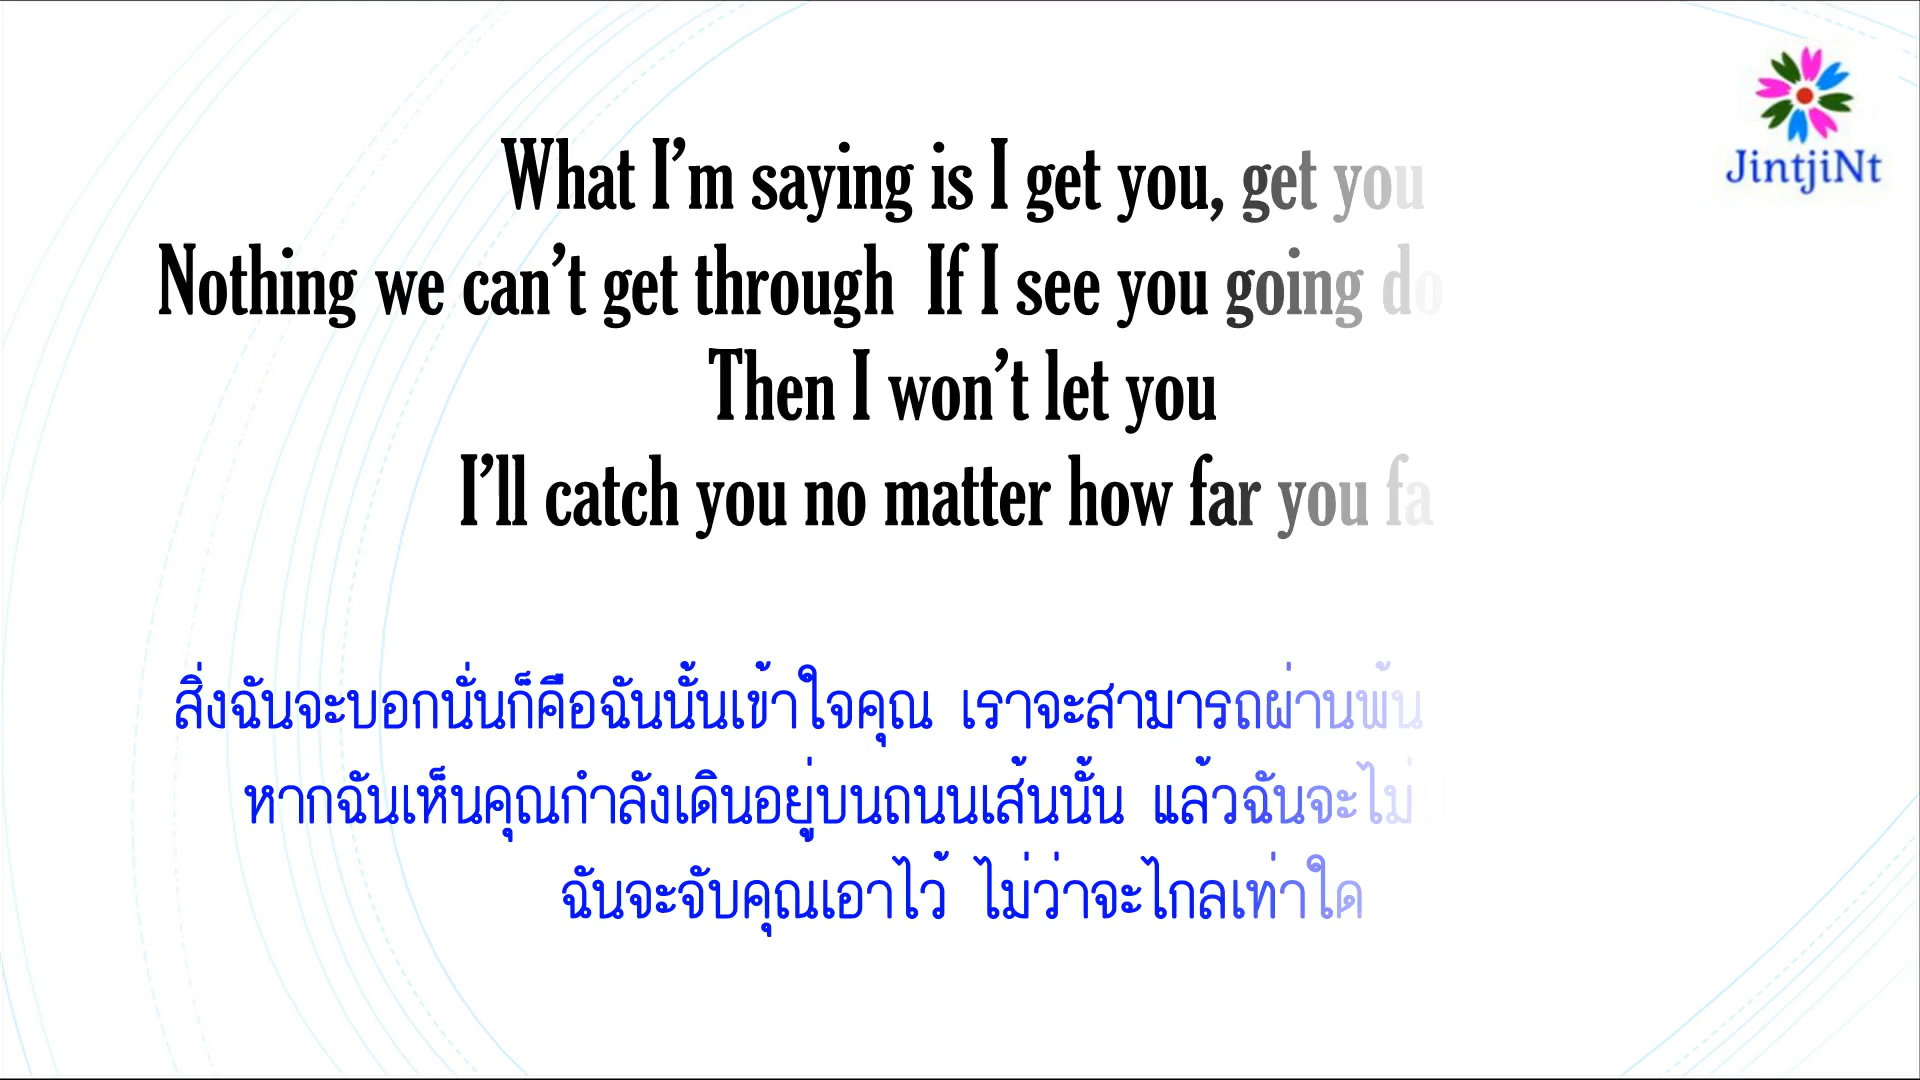 JintjiNt
What I’m saying is I get you, get you
Nothing we can’t get through If I see you going
Then I won’t let you
I’ll catch you no matter how far you
สิ่งฉันจะบอกนั่นก็คือฉันนั้นเข้าใจคุณ เราจะสามารถผ่านพ้น
หากฉันเห็นคุณกำลังเดินอยู่บนถนนเส้นนั้น แล้วฉันจะไม่
ฉันจะจับคุณเอาไว้ ไม่ว่าจะไกลเท่าใด